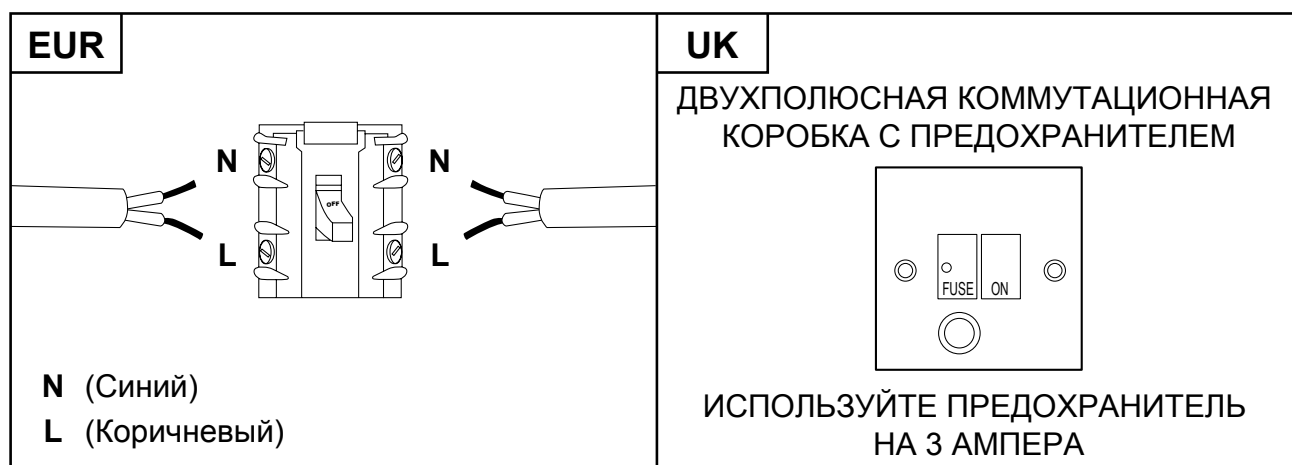 EUR
N
N
OFF
L
L
N (Синий)
L (Коричневый)
UK
ДВУХПОЛЮСНАЯ КОММУТАЦИОННАЯ
КОРОБКА С ПРЕДОХРАНИТЕЛЕМ
FUSE ON
ИСПОЛЬЗУЙТЕ ПРЕДОХРАНИТЕЛЬ
НА 3 АМПЕРА